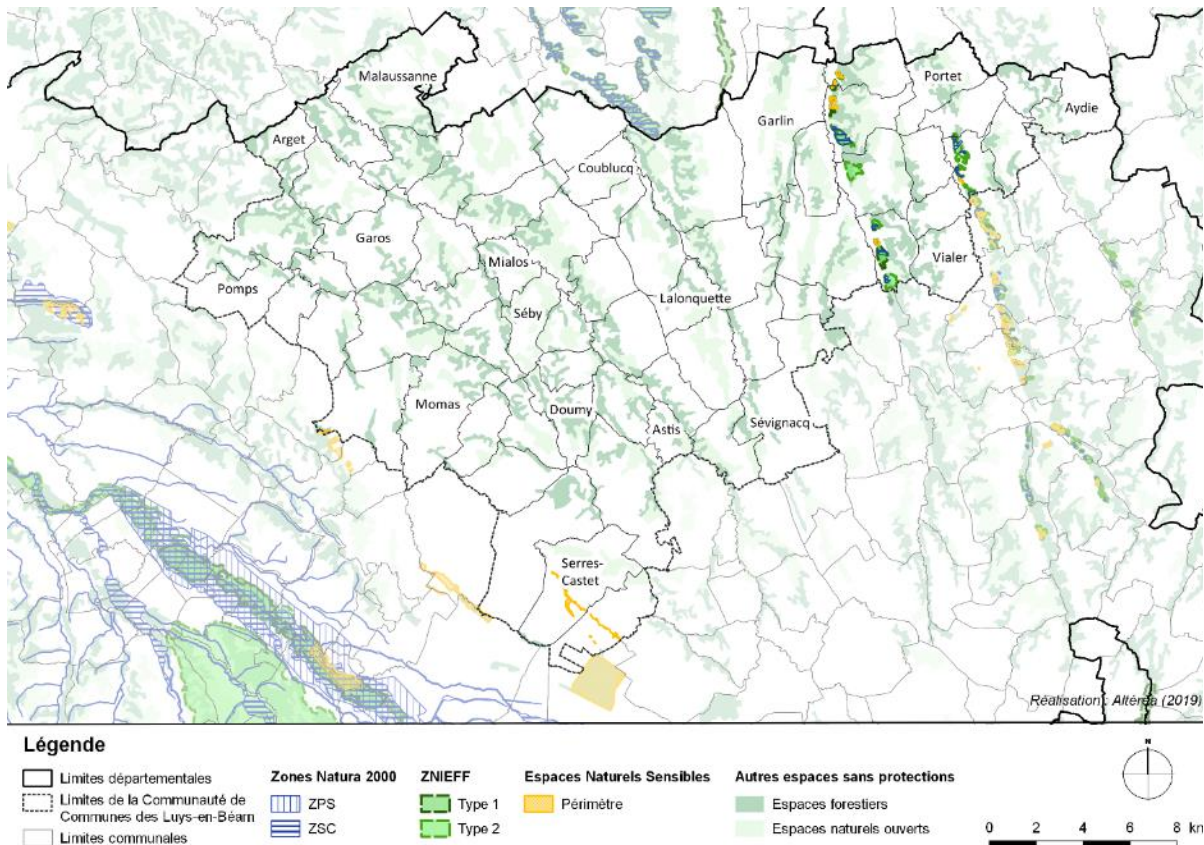 Malaussanne
Portet
Aydie
Garlin
Arget
Coublucq
Garos
Mialos
Vialer
Pomps
Lalonquette
Séby
Momas
Doumy
Astis
Sévignacq
Serres-
Castet
Réalisation : Altéréa (2019)
Légende
Limites départementales
Limites de la Communauté de
Communes des Luys-en-Béarn
Limites communales
Zones Natura 2000
ZPS
ZSC
ZNIEFF
Type 1
Type 2
Espaces Naturels Sensibles
Périmètre
Autres espaces sans protections
Espaces forestiers
Espaces naturels ouverts
N
0 2 4 6 8 km